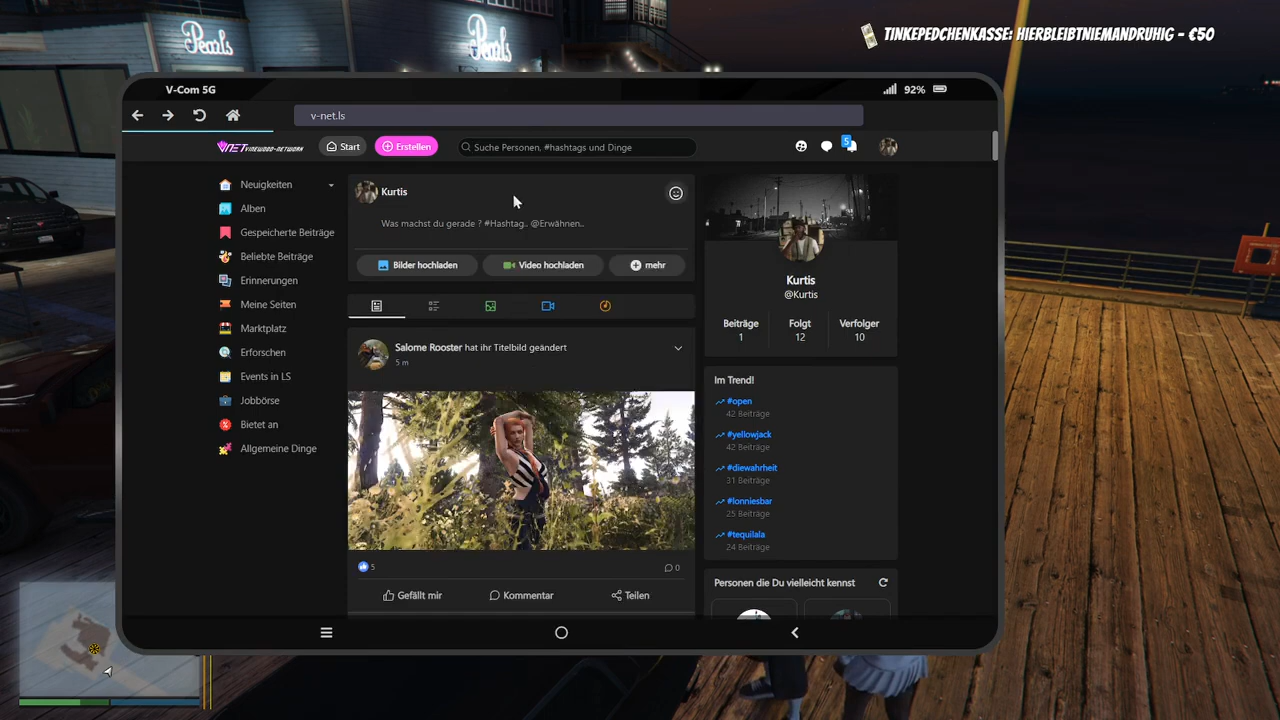 Pearls
Pearls
TINKEPEDCHENKASSE: HIERBLEIBTNIEMANDRUHIG - €50
V-Com 5G
92%
v-net.ls
VNET VINEWOOD-NETWORK
Start
Erstellen
Suche Personen, #hashtags und Dinge
5
Neuigkeiten
Alben
Gespeicherte Beiträge
Beliebte Beiträge
Erinnerungen
Meine Seiten
Marktplatz
Erforschen
Events in LS
Jobbörse
Bietet an
Allgemeine Dinge
Kurtis
Was machst du gerade ? #Hashtag.. @Erwähnen..
Bilder hochladen
Video hochladen
mehr
Salome Rooster hat ihr Titelbild geändert
5 m
5
0
Gefällt mir
Kommentar
Teilen
Kurtis
@Kurtis
Beiträge Folgt Verfolger
1 12 10
Im Trend!
#open
42 Beiträge
#yellowjack
42 Beiträge
#diewahrheit
31 Beiträge
#lonniesbar
25 Beiträge
#tequilala
24 Beiträge
Personen die Du vielleicht kennst